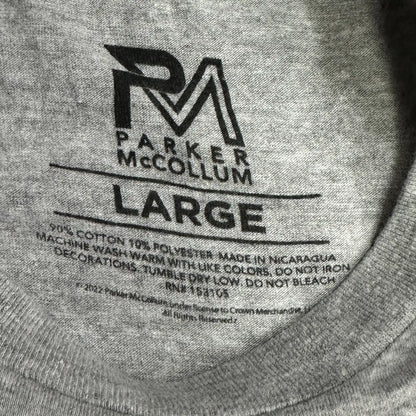 PM
PARKER
McCOLLUM
LARGE
90% COTTON 10% POLYESTER MADE IN NICARAGUA
MACHINE WASH WARM WITH LIKE COLORS, DO NOT IRON
DECORATIONS, TUMBLE DRY LOW. DO NOT BLEACH
RN# 153105
© 2022 Parker McCollum under license to Crown Merchandise,
All Rights Reserved